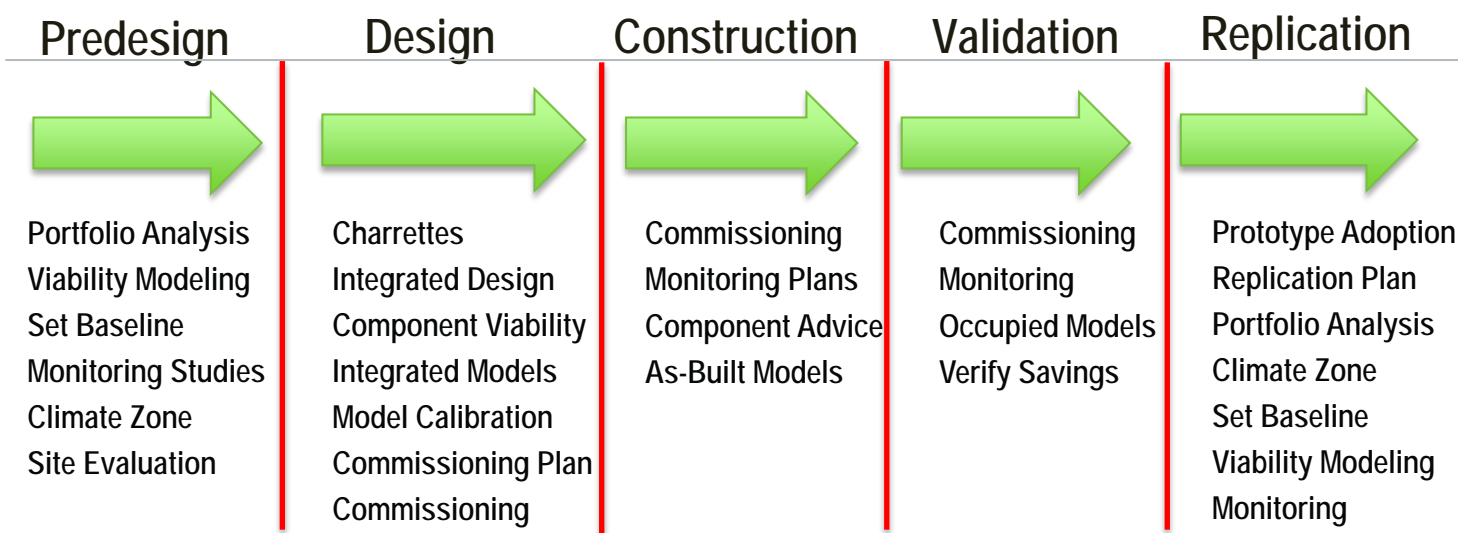 Predesign
Design
Construction
Validation
Replication
Portfolio Analysis
Viability Modeling
Set Baseline
Monitoring Studies
Climate Zone
Site Evaluation
Charrettes
Integrated Design
Component Viability
Integrated Models
Model Calibration
Commissioning Plan
Commissioning
Commissioning
Monitoring Plans
Component Advice
As-Built Models
Commissioning
Monitoring
Occupied Models
Verify Savings
Prototype Adoption
Replication Plan
Portfolio Analysis
Climate Zone
Set Baseline
Viability Modeling
Monitoring